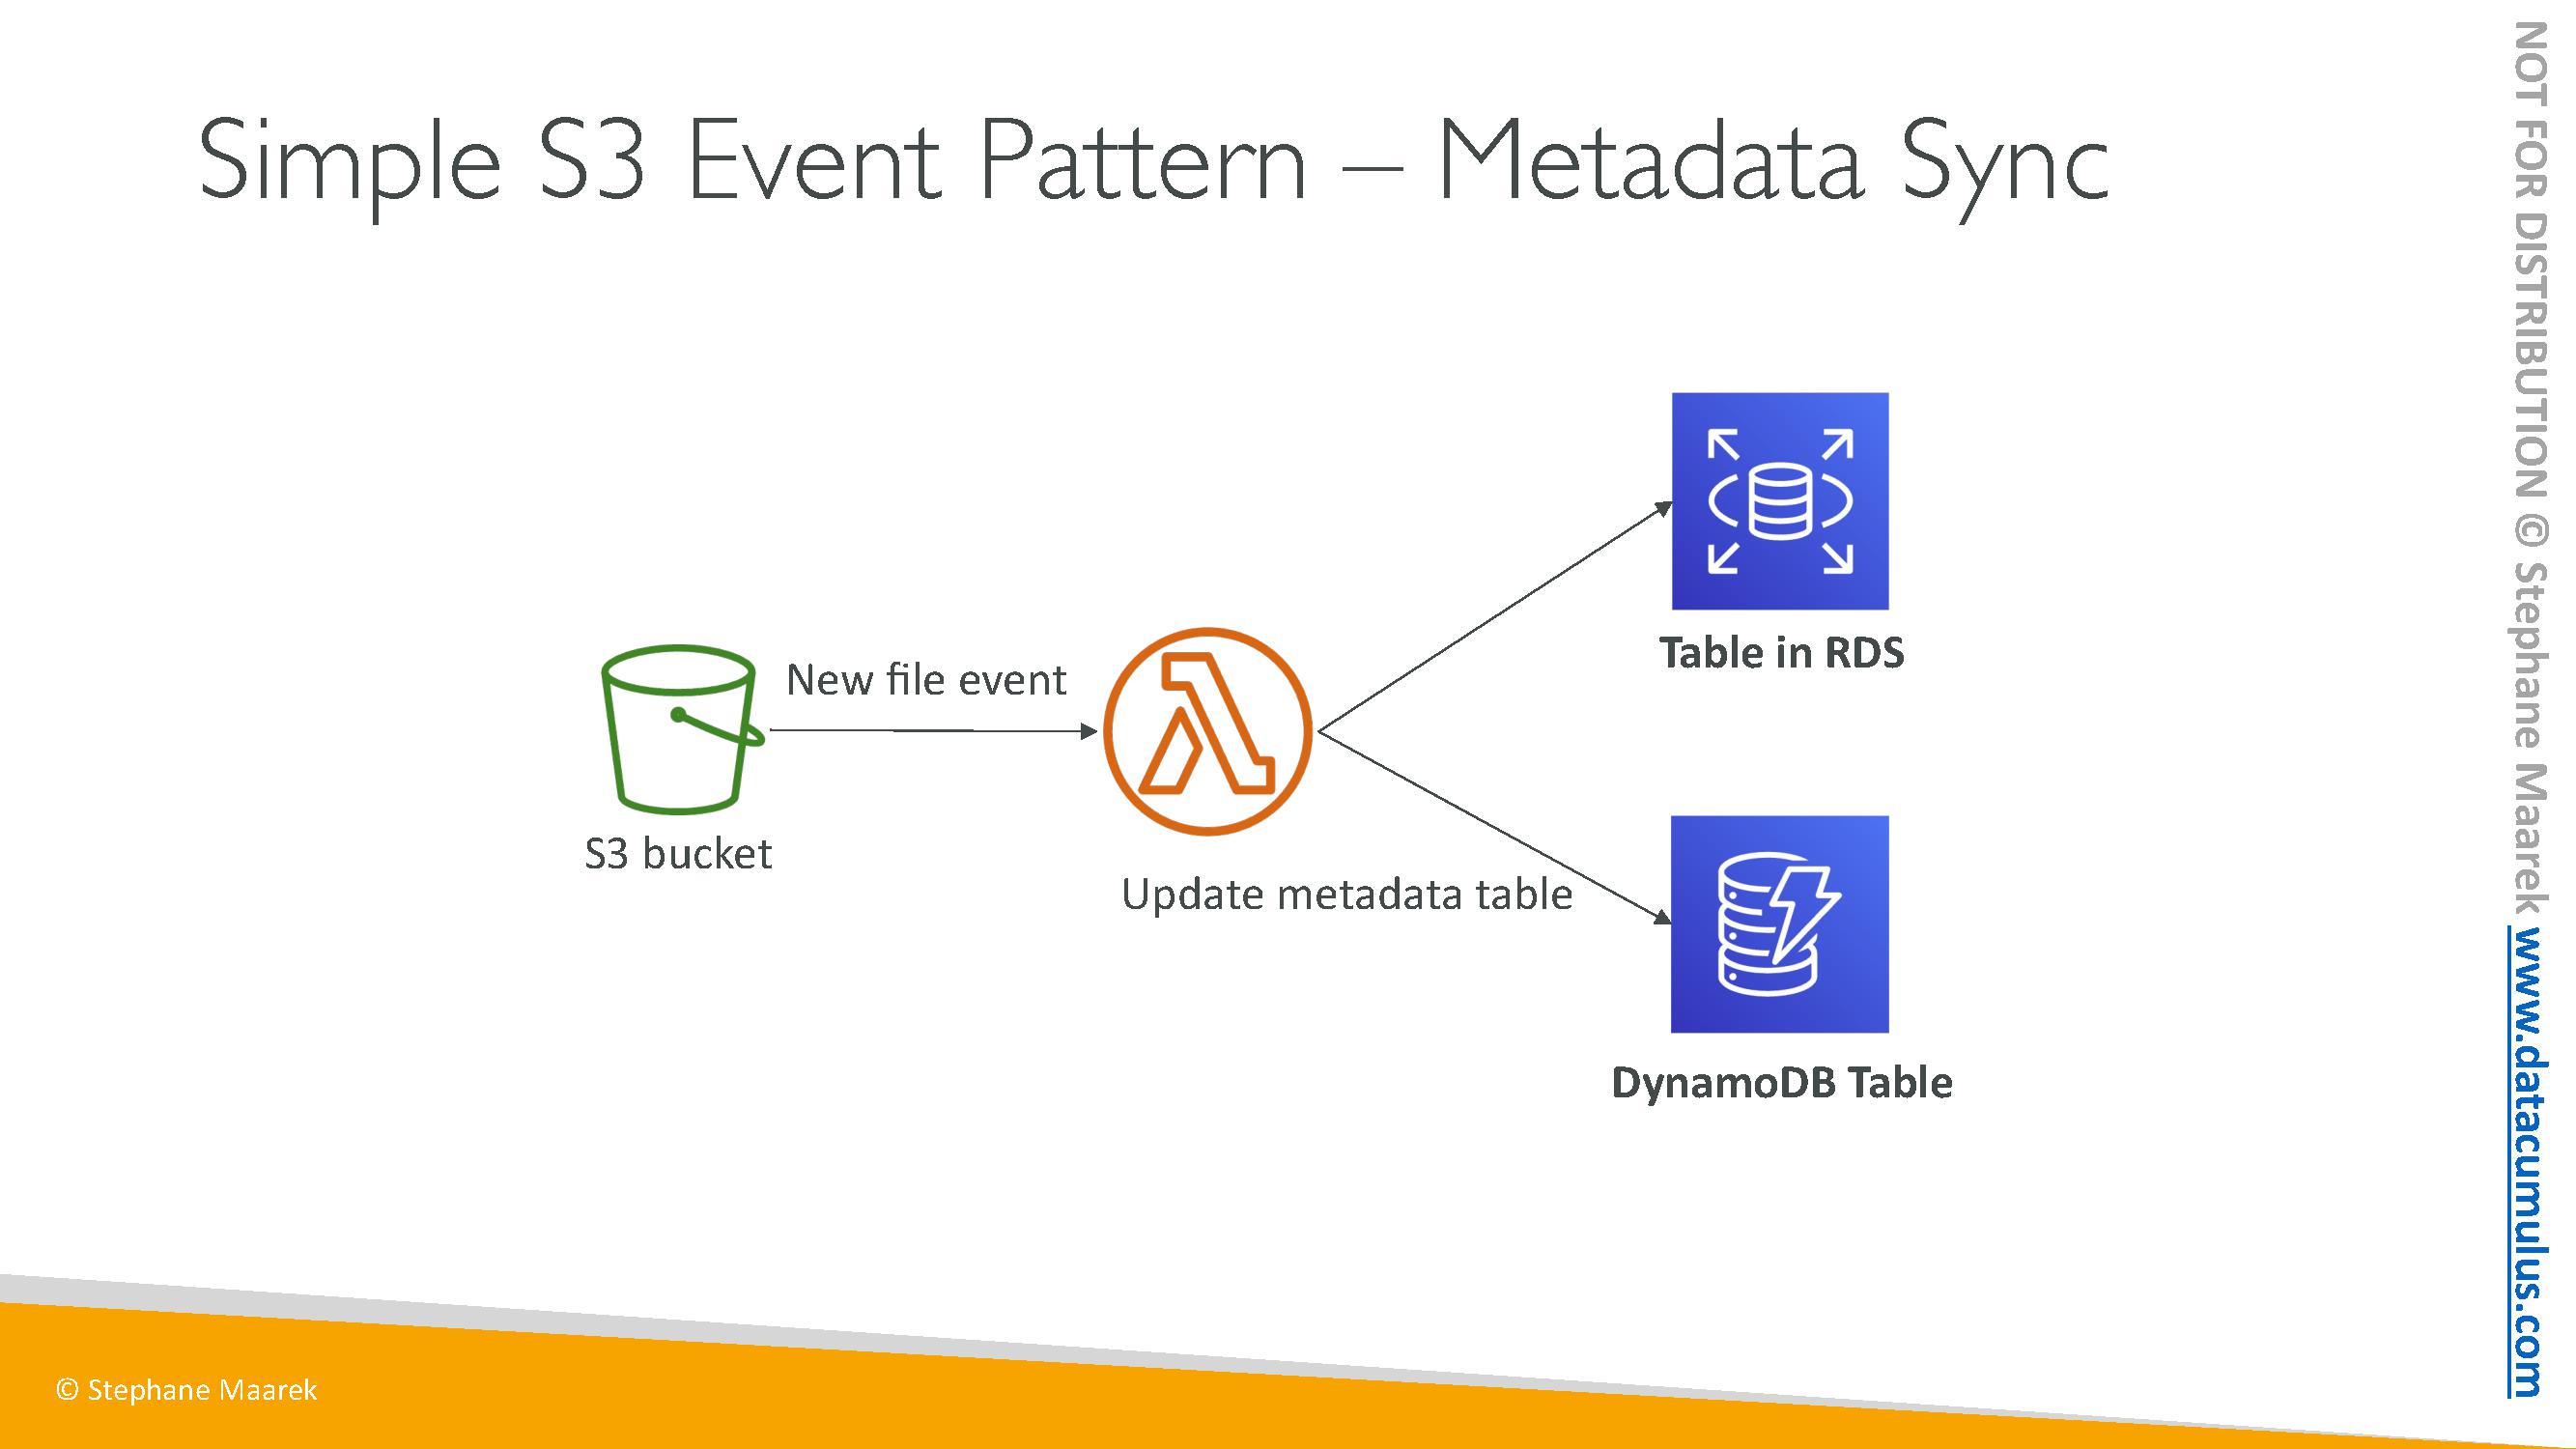 Simple S3 Event Pattern – Metadata Sync
New file event
S3 bucket
Update metadata table
Table in RDS
DynamoDB Table
© Stephane Maarek
NOT FOR DISTRIBUTION © Stephane Maarek www.datacumulus.com